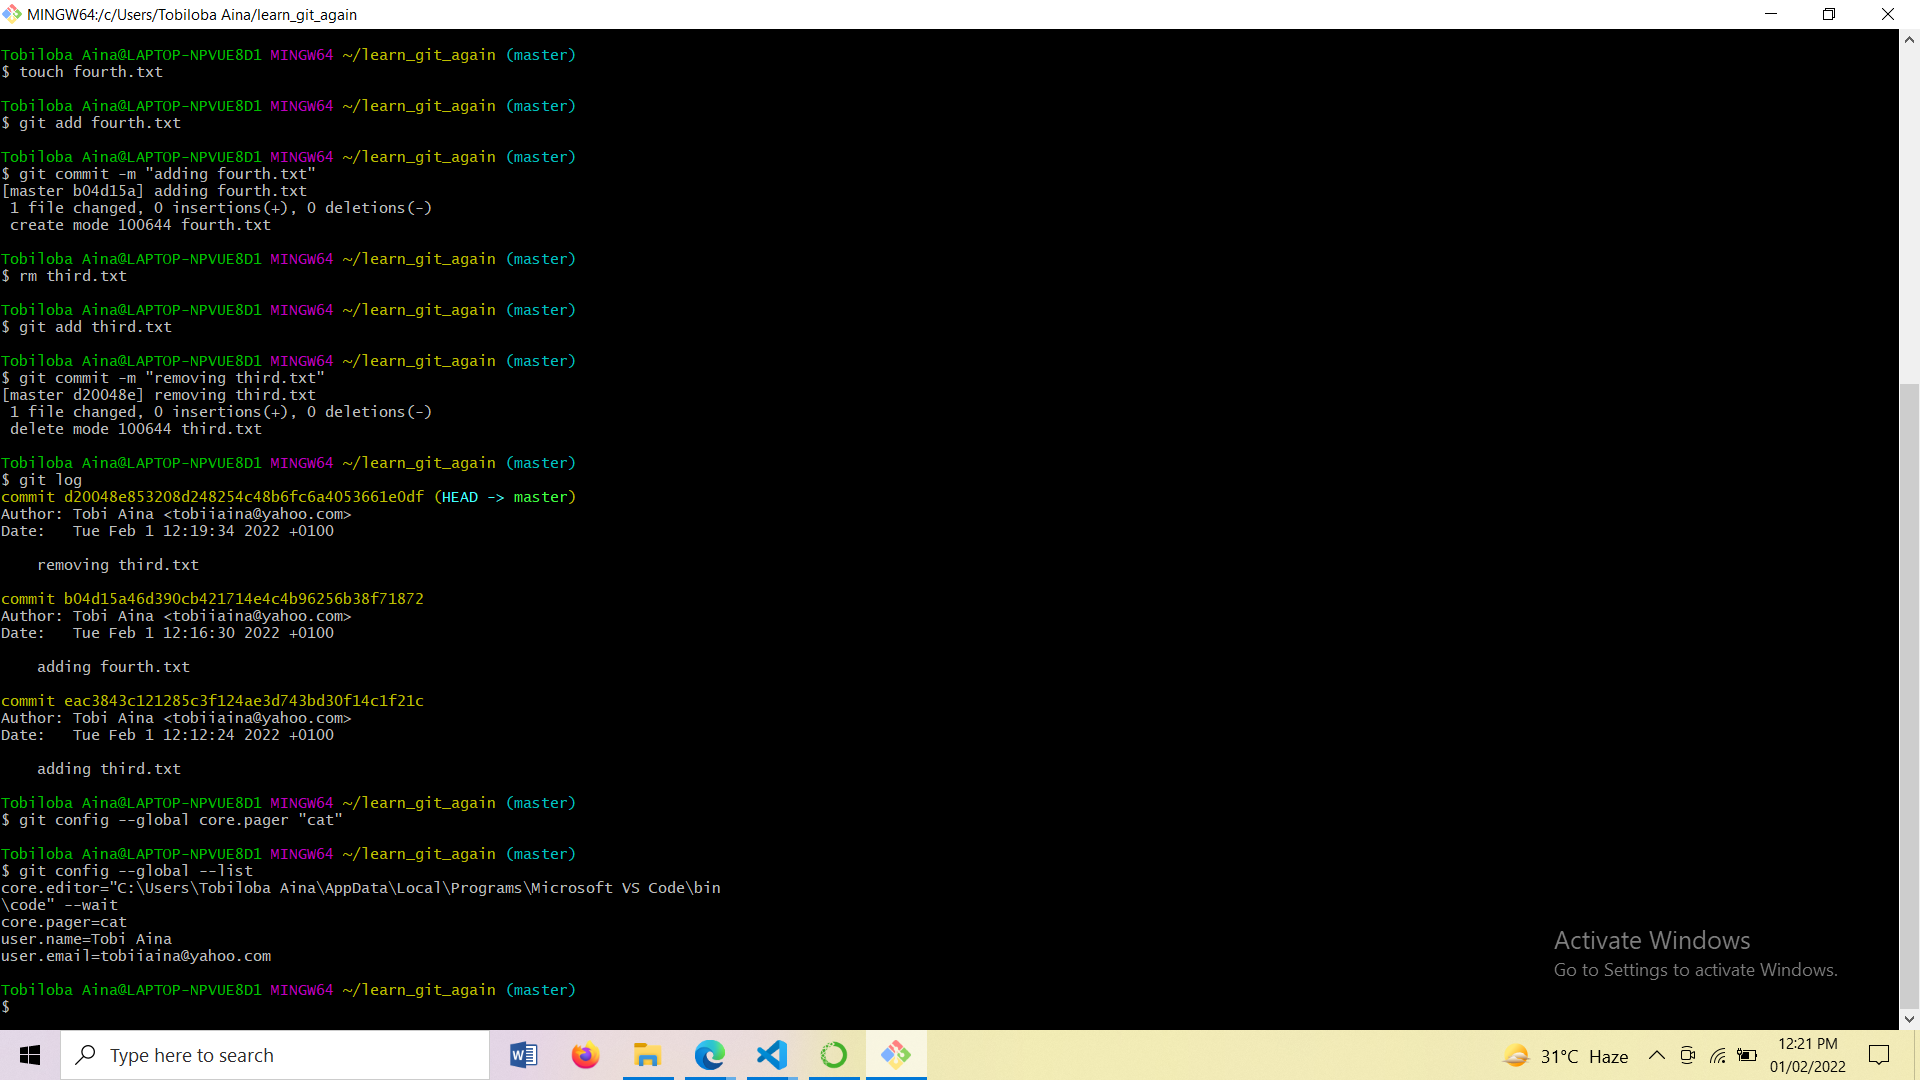 MINGW64:/c/Users/Tobiloba Aina/learn_git_again
Tobiloba Aina@LAPTOP-NPVUE8D1 MINGW64 ~/learn_git_again (master)
$ touch fourth.txt
Tobiloba Aina@LAPTOP-NPVUE8D1 MINGW64 ~/learn_git_again (master)
$ git add fourth.txt
Tobiloba Aina@LAPTOP-NPVUE8D1 MINGW64 ~/learn_git_again (master)
$ git commit -m "adding fourth.txt"
[master b04d15a] adding fourth.txt
 1 file changed, 0 insertions(+), 0 deletions(-)
 create mode 100644 fourth.txt
Tobiloba Aina@LAPTOP-NPVUE8D1 MINGW64 ~/learn_git_again (master)
$ rm third.txt
Tobiloba Aina@LAPTOP-NPVUE8D1 MINGW64 ~/learn_git_again (master)
$ git add third.txt
Tobiloba Aina@LAPTOP-NPVUE8D1 MINGW64 ~/learn_git_again (master)
$ git commit -m "removing third.txt"
[master d20048e] removing third.txt
 1 file changed, 0 insertions(+), 0 deletions(-)
 delete mode 100644 third.txt
Tobiloba Aina@LAPTOP-NPVUE8D1 MINGW64 ~/learn_git_again (master)
$ git log
commit d20048e853208d248254c48b6fc6a4053661e0df (HEAD -> master)
Author: Tobi Aina <tobiiaina@yahoo.com>
Date:   Tue Feb 1 12:19:34 2022 +0100
    removing third.txt
commit b04d15a46d390cb421714e4c4b96256b38f71872
Author: Tobi Aina <tobiiaina@yahoo.com>
Date:   Tue Feb 1 12:16:30 2022 +0100
    adding fourth.txt
commit eac3843c121285c3f124ae3d743bd30f14c1f21c
Author: Tobi Aina <tobiiaina@yahoo.com>
Date:   Tue Feb 1 12:12:24 2022 +0100
    adding third.txt
Tobiloba Aina@LAPTOP-NPVUE8D1 MINGW64 ~/learn_git_again (master)
$ git config --global core.pager "cat"
Tobiloba Aina@LAPTOP-NPVUE8D1 MINGW64 ~/learn_git_again (master)
$ git config --global --list
core.editor="C:\Users\Tobiloba Aina\AppData\Local\Programs\Microsoft VS Code\bin
\code" --wait
core.pager=cat
user.name=Tobi Aina
user.email=tobiiaina@yahoo.com
Tobiloba Aina@LAPTOP-NPVUE8D1 MINGW64 ~/learn_git_again (master)
$
Activate Windows
Go to Settings to activate Windows.
Type here to search
31°C Haze
12:21 PM
01/02/2022